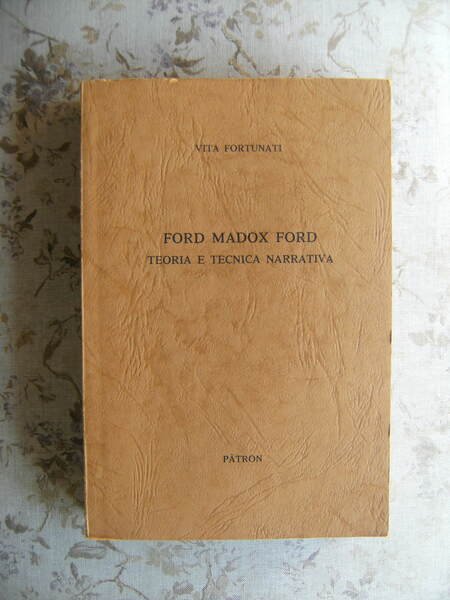 VITA FORTUNATI
FORD MADOX FORD
TEORIA E TECNICA NARRATIVA
PÀTRON